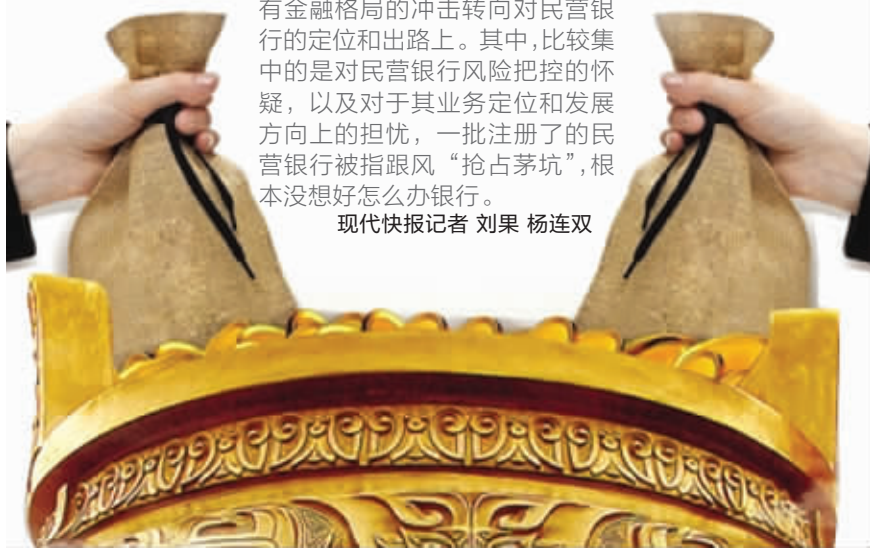 有金融格局的冲击转向对民营银
行的定位和出路上。其中,比较集
中的是对民营银行风险把控的怀
疑，以及对于其业务定位和发展
方向上的担忧，一批注册了的民
营银行被指跟风“抢占茅坑”,根
本没想好怎么办银行。
现代快报记者 刘果 杨连双